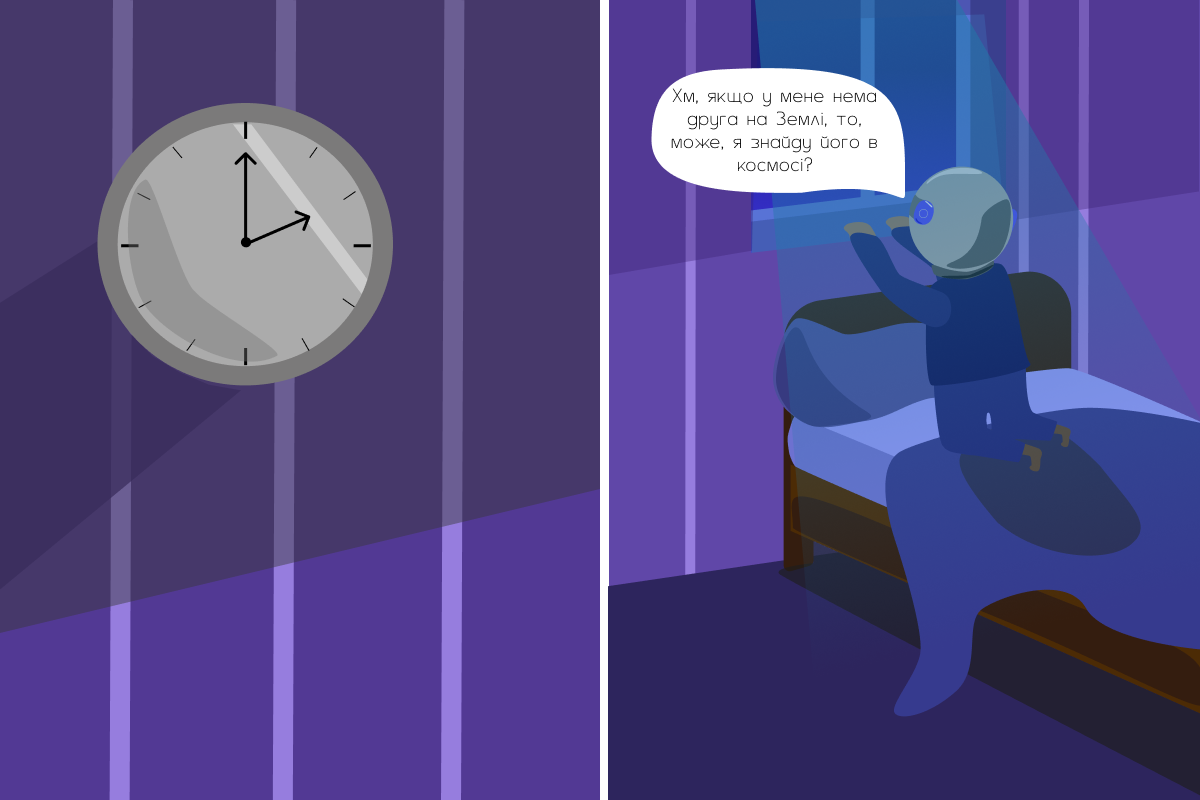 Хм, якщо у мене нема
друга на Землі, то,
може, я знайду його в
космосі?